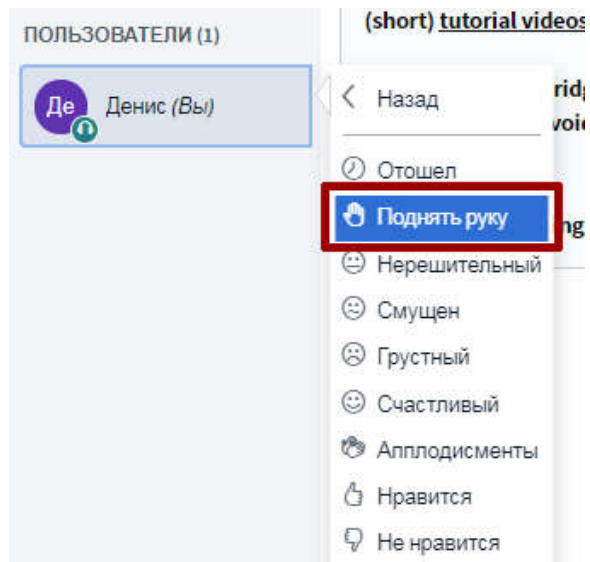 ПОЛЬЗОВАТЕЛИ (1)
(short) tutorial videos
Де
Денис (Вы)
Назад
Отошел
Поднять руку
Нерешительный
Смущен
Грустный
Счастливый
Апплодисменты
Нравится
Не нравится